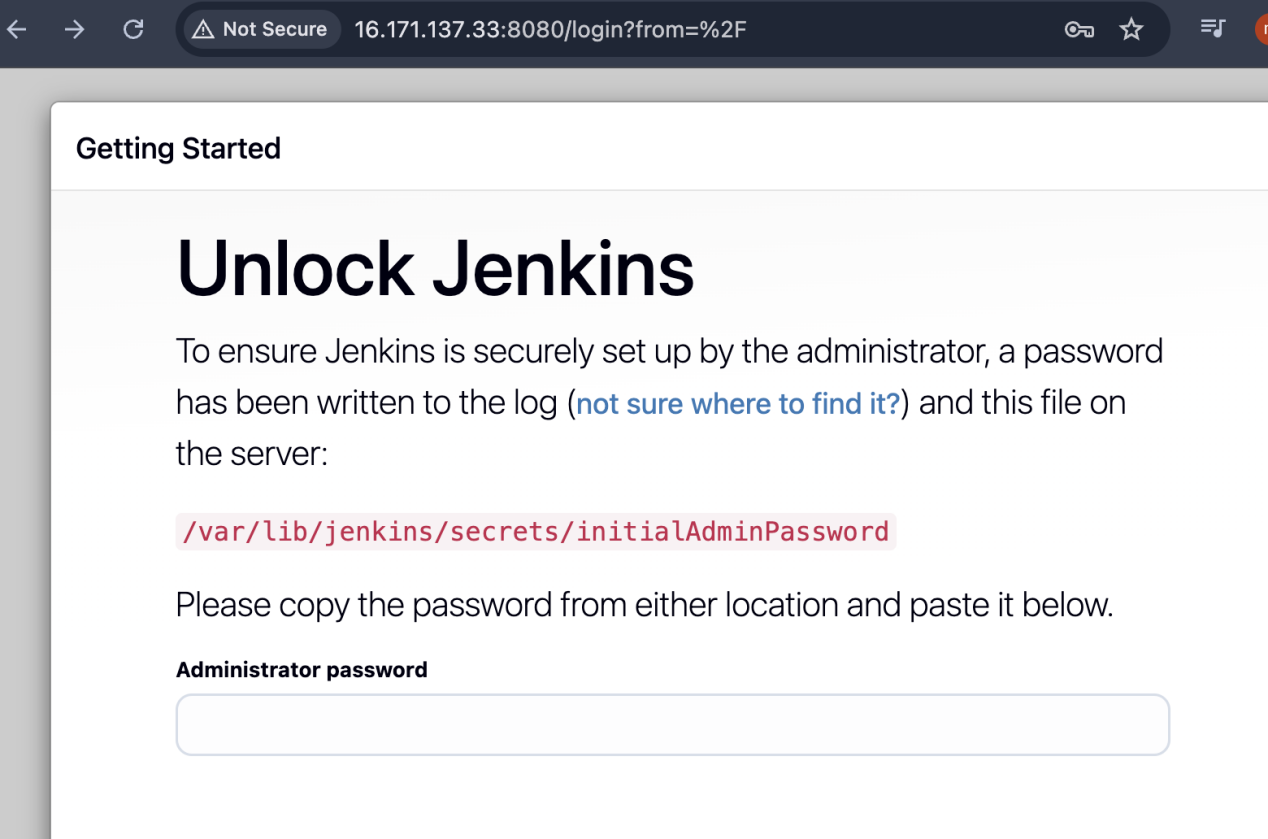 Not Secure 16.171.137.33:8080/login?from=%2F
Getting Started
Unlock Jenkins
To ensure Jenkins is securely set up by the administrator, a password
has been written to the log (not sure where to find it?) and this file on
the server:
/var/lib/jenkins/secrets/initialAdminPassword
Please copy the password from either location and paste it below.
Administrator password